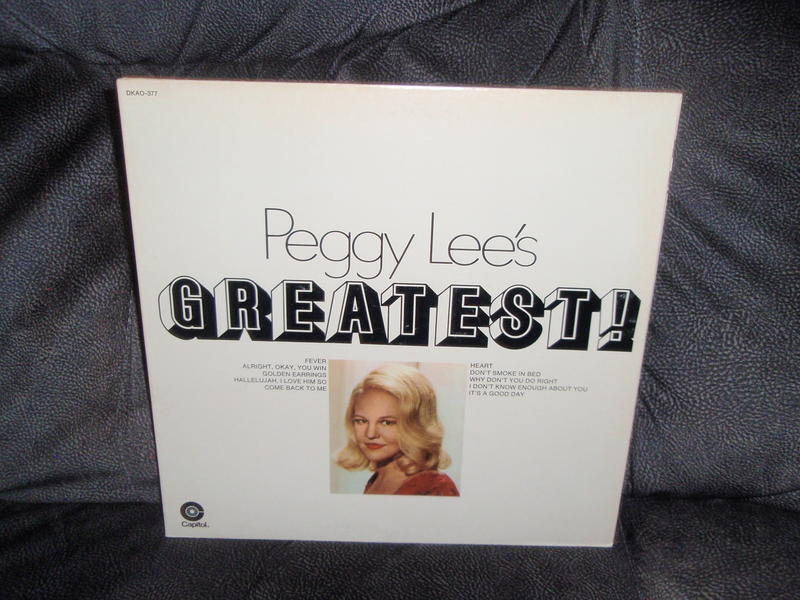 DKAO-377
Peggy Lee's
GREATEST!
FEVER
ALRIGHT, OKAY, YOU WIN
GOLDEN EARRINGS
HALLELUJAH, I LOVE HIM SO
COME BACK TO ME
HEART
DON'T SMOKE IN BED
WHY DON'T YOU DO RIGHT
I DON'T KNOW ENOUGH ABOUT YOU
IT'S A GOOD DAY
Capitol.